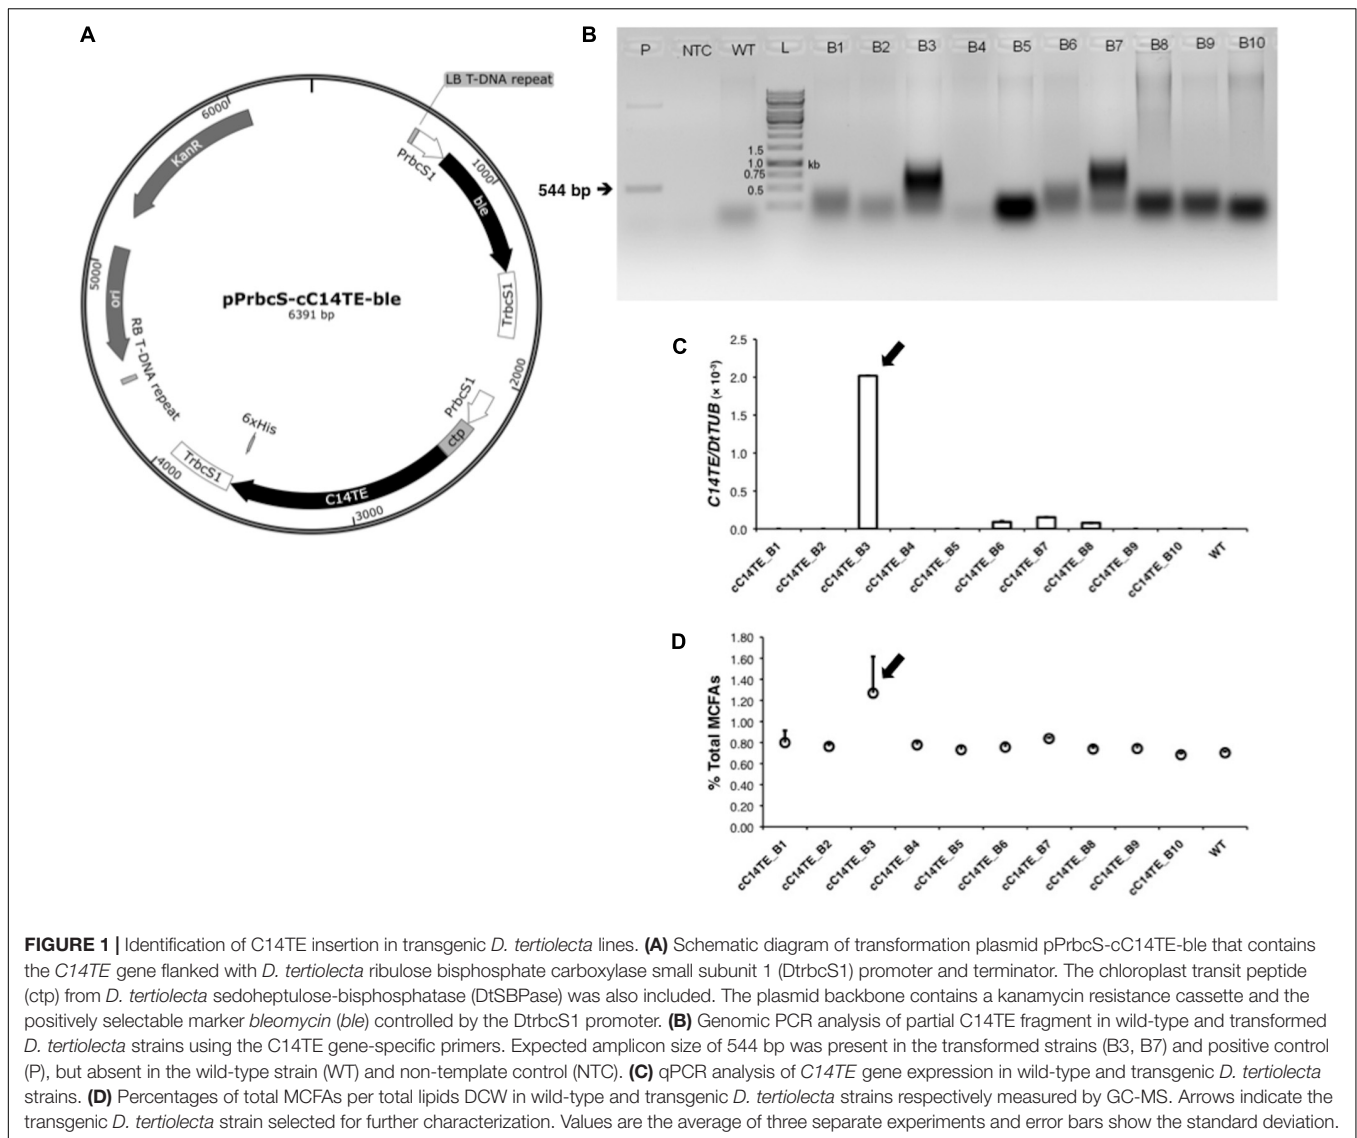 A
LB T-DNA repeat
6000
KanR
PrbcS1
1000
ble
5000
ori
pPrbcS-cC14TE-ble
6391 bp
TrbcS1
RB T-DNA repeat
2000
PrbcS1
6xHis
ctp
TrbcS1
4000
C14TE
3000
B
P NTC WT L B1 B2 B3 B4 B5 B6 B7 B8 B9 B10
1.5
1.0 kb
0.75
0.5
544 bp
C
C14TE/DtTUB (× 10⁻³)
2.5
2.0
1.5
1.0
0.5
0.0
cC14TE_B1
cC14TE_B2
cC14TE_B3
cC14TE_B4
cC14TE_B5
cC14TE_B6
cC14TE_B7
cC14TE_B8
cC14TE_B9
cC14TE_B10
WT
D
% Total MCFAs
1.80
1.60
1.40
1.20
1.00
0.80
0.60
0.40
0.20
0.00
cC14TE_B1
cC14TE_B2
cC14TE_B3
cC14TE_B4
cC14TE_B5
cC14TE_B6
cC14TE_B7
cC14TE_B8
cC14TE_B9
cC14TE_B10
WT
FIGURE 1 | Identification of C14TE insertion in transgenic D. tertiolecta lines. (A) Schematic diagram of transformation plasmid pPrbcS-cC14TE-ble that contains
the C14TE gene flanked with D. tertiolecta ribulose bisphosphate carboxylase small subunit 1 (DtrbcS1) promoter and terminator. The chloroplast transit peptide
(ctp) from D. tertiolecta sedoheptulose-bisphosphatase (DtSBPase) was also included. The plasmid backbone contains a kanamycin resistance cassette and the
positively selectable marker bleomycin (ble) controlled by the DtrbcS1 promoter. (B) Genomic PCR analysis of partial C14TE fragment in wild-type and transformed
D. tertiolecta strains using the C14TE gene-specific primers. Expected amplicon size of 544 bp was present in the transformed strains (B3, B7) and positive control
(P), but absent in the wild-type strain (WT) and non-template control (NTC). (C) qPCR analysis of C14TE gene expression in wild-type and transgenic D. tertiolecta
strains. (D) Percentages of total MCFAs per total lipids DCW in wild-type and transgenic D. tertiolecta strains respectively measured by GC-MS. Arrows indicate the
transgenic D. tertiolecta strain selected for further characterization. Values are the average of three separate experiments and error bars show the standard deviation.